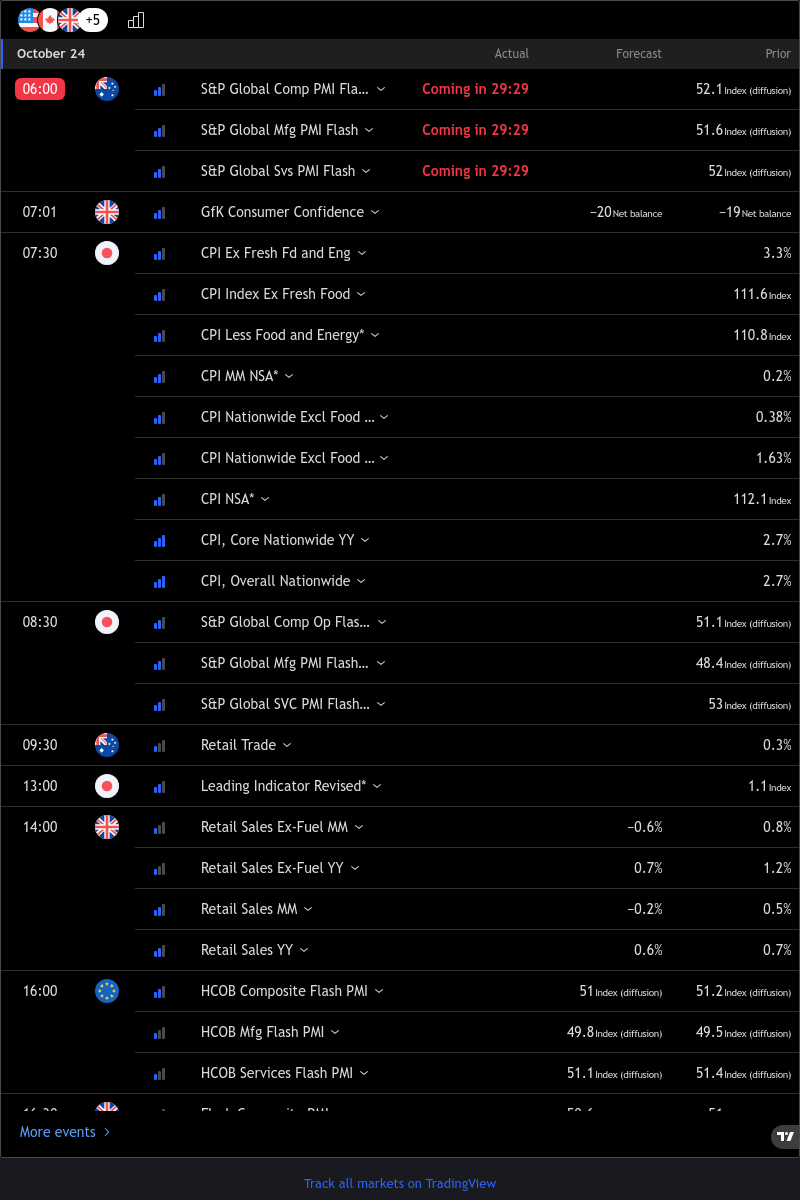 +5
October 24 Actual Forecast Prior
06:00 S&P Global Comp PMI Fla... Coming in 29:29 52.1 Index (diffusion)
S&P Global Mfg PMI Flash Coming in 29:29 51.6 Index (diffusion)
S&P Global Svs PMI Flash Coming in 29:29 52 Index (diffusion)
07:01 GfK Consumer Confidence −20 Net balance −19 Net balance
07:30 CPI Ex Fresh Fd and Eng 3.3%
CPI Index Ex Fresh Food 111.6 Index
CPI Less Food and Energy* 110.8 Index
CPI MM NSA* 0.2%
CPI Nationwide Excl Food ... 0.38%
CPI Nationwide Excl Food ... 1.63%
CPI NSA* 112.1 Index
CPI, Core Nationwide YY 2.7%
CPI, Overall Nationwide 2.7%
08:30 S&P Global Comp Op Flas... 51.1 Index (diffusion)
S&P Global Mfg PMI Flash... 48.4 Index (diffusion)
S&P Global SVC PMI Flash... 53 Index (diffusion)
09:30 Retail Trade 0.3%
13:00 Leading Indicator Revised* 1.1 Index
14:00 Retail Sales Ex-Fuel MM −0.6% 0.8%
Retail Sales Ex-Fuel YY 0.7% 1.2%
Retail Sales MM −0.2% 0.5%
Retail Sales YY 0.6% 0.7%
16:00 HCOB Composite Flash PMI 51 Index (diffusion) 51.2 Index (diffusion)
HCOB Mfg Flash PMI 49.8 Index (diffusion) 49.5 Index (diffusion)
HCOB Services Flash PMI 51.1 Index (diffusion) 51.4 Index (diffusion)
More events
Track all markets on TradingView